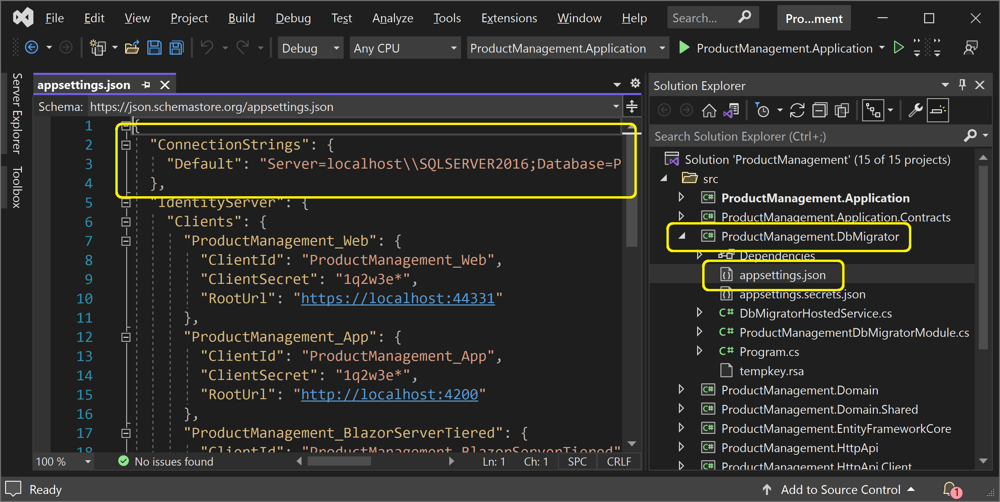 File Edit View Project Build Debug Test Analyze Tools Extensions Window Help Search... Pro...ment
Debug Any CPU ProductManagement.Application ProductManagement.Application
Server Explorer
Toolbox
appsettings.json
Schema: https://json.schemastore.org/appsettings.json
1 {
2 "ConnectionStrings": {
3 "Default": "Server=localhost\\SQLSERVER2016;Database=P
4 },
5 "IdentityServer": {
6 "Clients": {
7 "ProductManagement_Web": {
8 "ClientId": "ProductManagement_Web",
9 "ClientSecret": "1q2w3e*",
10 "RootUrl": "https://localhost:44331"
11 },
12 "ProductManagement_App": {
13 "ClientId": "ProductManagement_App",
14 "ClientSecret": "1q2w3e*",
15 "RootUrl": "http://localhost:4200"
16 },
17 "ProductManagement_BlazorServerTiered": {
18 "ClientId": "ProductManagement_BlazorServerTiered"
100 % No issues found Ln: 1 Ch: 1 SPC CRLF
Solution Explorer
Search Solution Explorer (Ctrl+;)
Solution 'ProductManagement' (15 of 15 projects)
src
C# ProductManagement.Application
C# ProductManagement.Application.Contracts
C# ProductManagement.DbMigrator
Dependencies
appsettings.json
appsettings.secrets.json
C# DbMigratorHostedService.cs
C# ProductManagementDbMigratorModule.cs
C# Program.cs
tempkey.rsa
C# ProductManagement.Domain
C# ProductManagement.Domain.Shared
C# ProductManagement.EntityFrameworkCore
C# ProductManagement.HttpApi
C# ProductManagement.HttpApi.Client
Ready Add to Source Control 1